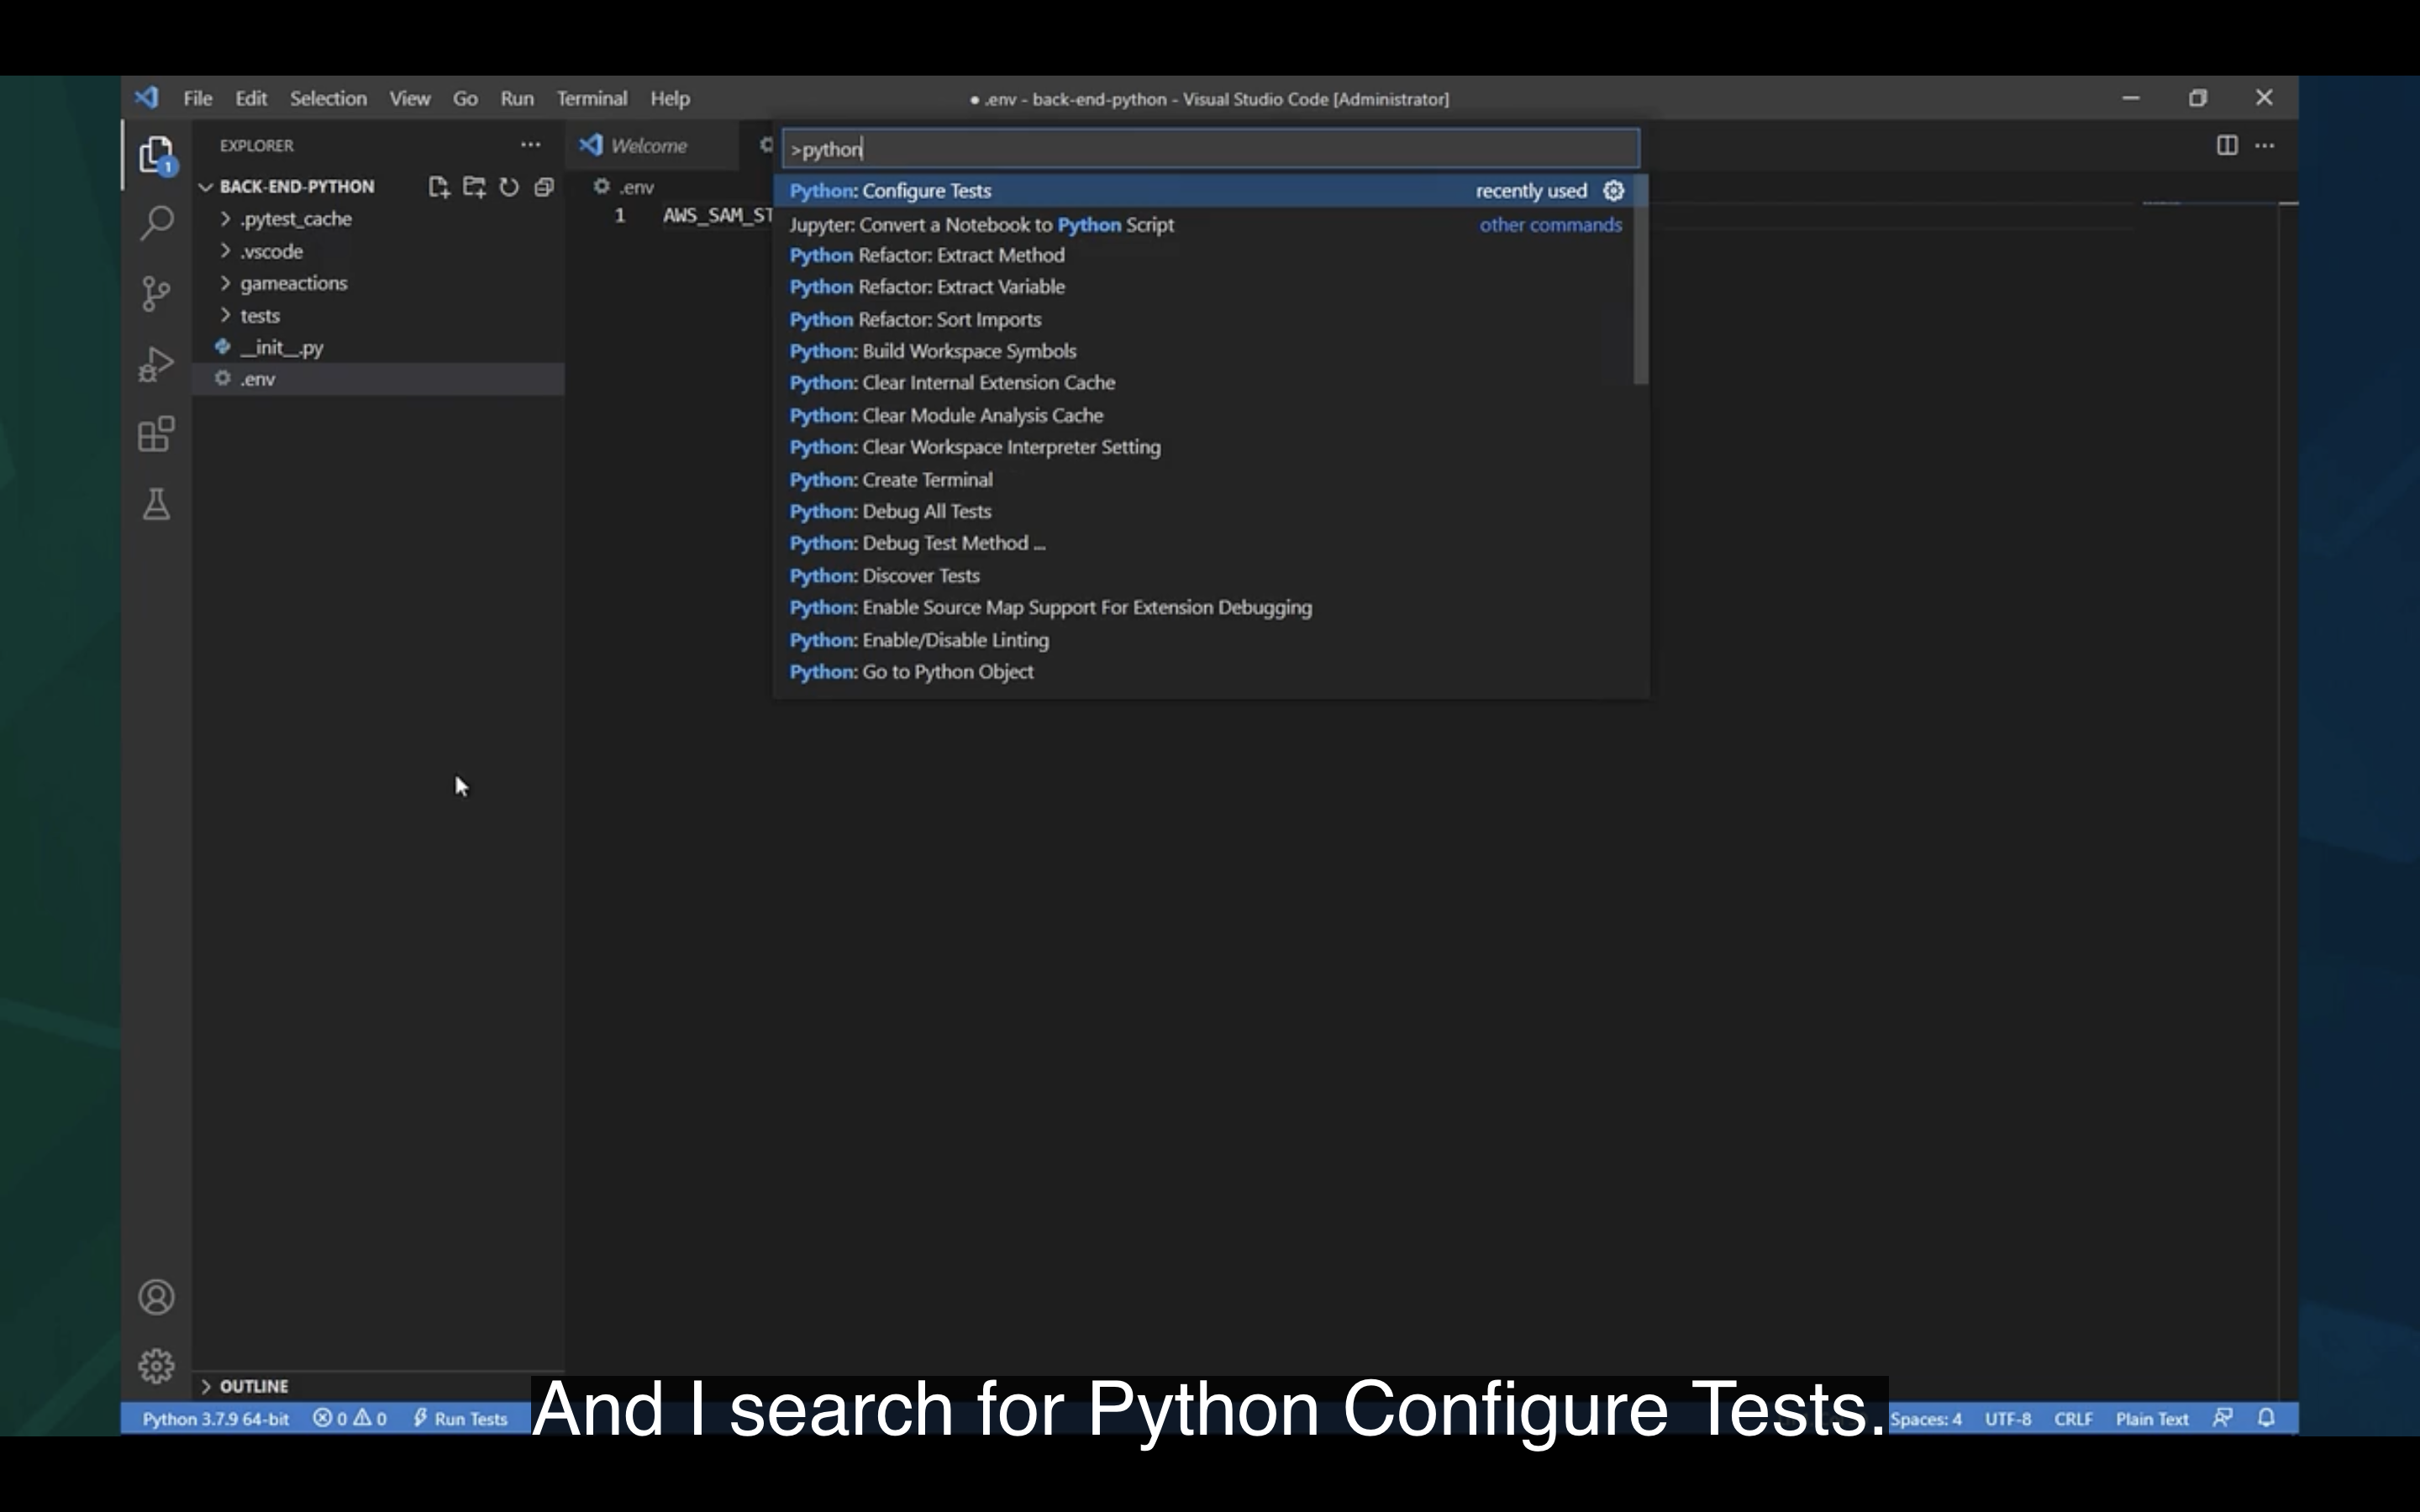 File Edit Selection View Go Run Terminal Help
● .env - back-end-python - Visual Studio Code [Administrator]
EXPLORER
Welcome
>python
1
BACK-END-PYTHON
.env
Python: Configure Tests
recently used
.pytest_cache
1 AWS_SAM_ST
Jupyter: Convert a Notebook to Python Script
other commands
.vscode
Python Refactor: Extract Method
gameactions
Python Refactor: Extract Variable
tests
Python Refactor: Sort Imports
__init__.py
Python: Build Workspace Symbols
.env
Python: Clear Internal Extension Cache
Python: Clear Module Analysis Cache
Python: Clear Workspace Interpreter Setting
Python: Create Terminal
Python: Debug All Tests
Python: Debug Test Method ...
Python: Discover Tests
Python: Enable Source Map Support For Extension Debugging
Python: Enable/Disable Linting
Python: Go to Python Object
OUTLINE
And I search for Python Configure Tests.
Python 3.7.9 64-bit 0 0 Run Tests
Spaces: 4 UTF-8 CRLF Plain Text